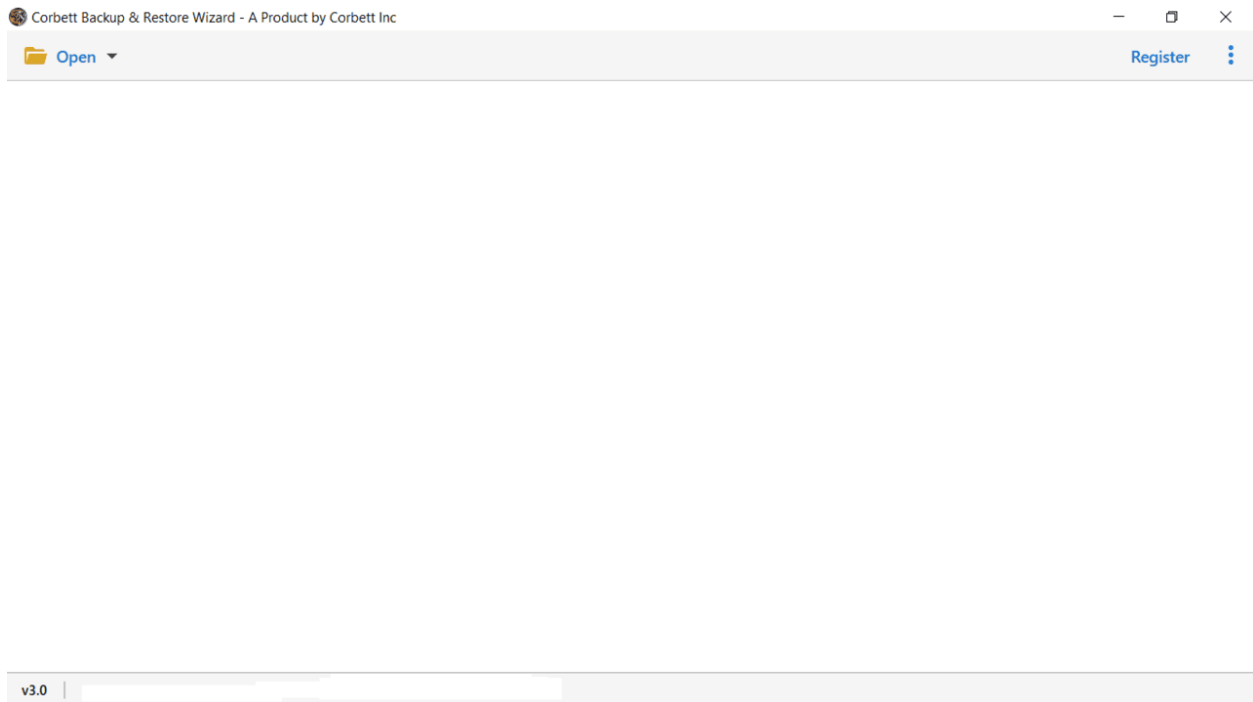 Corbett Backup & Restore Wizard - A Product by Corbett Inc
Open
Register
v3.0